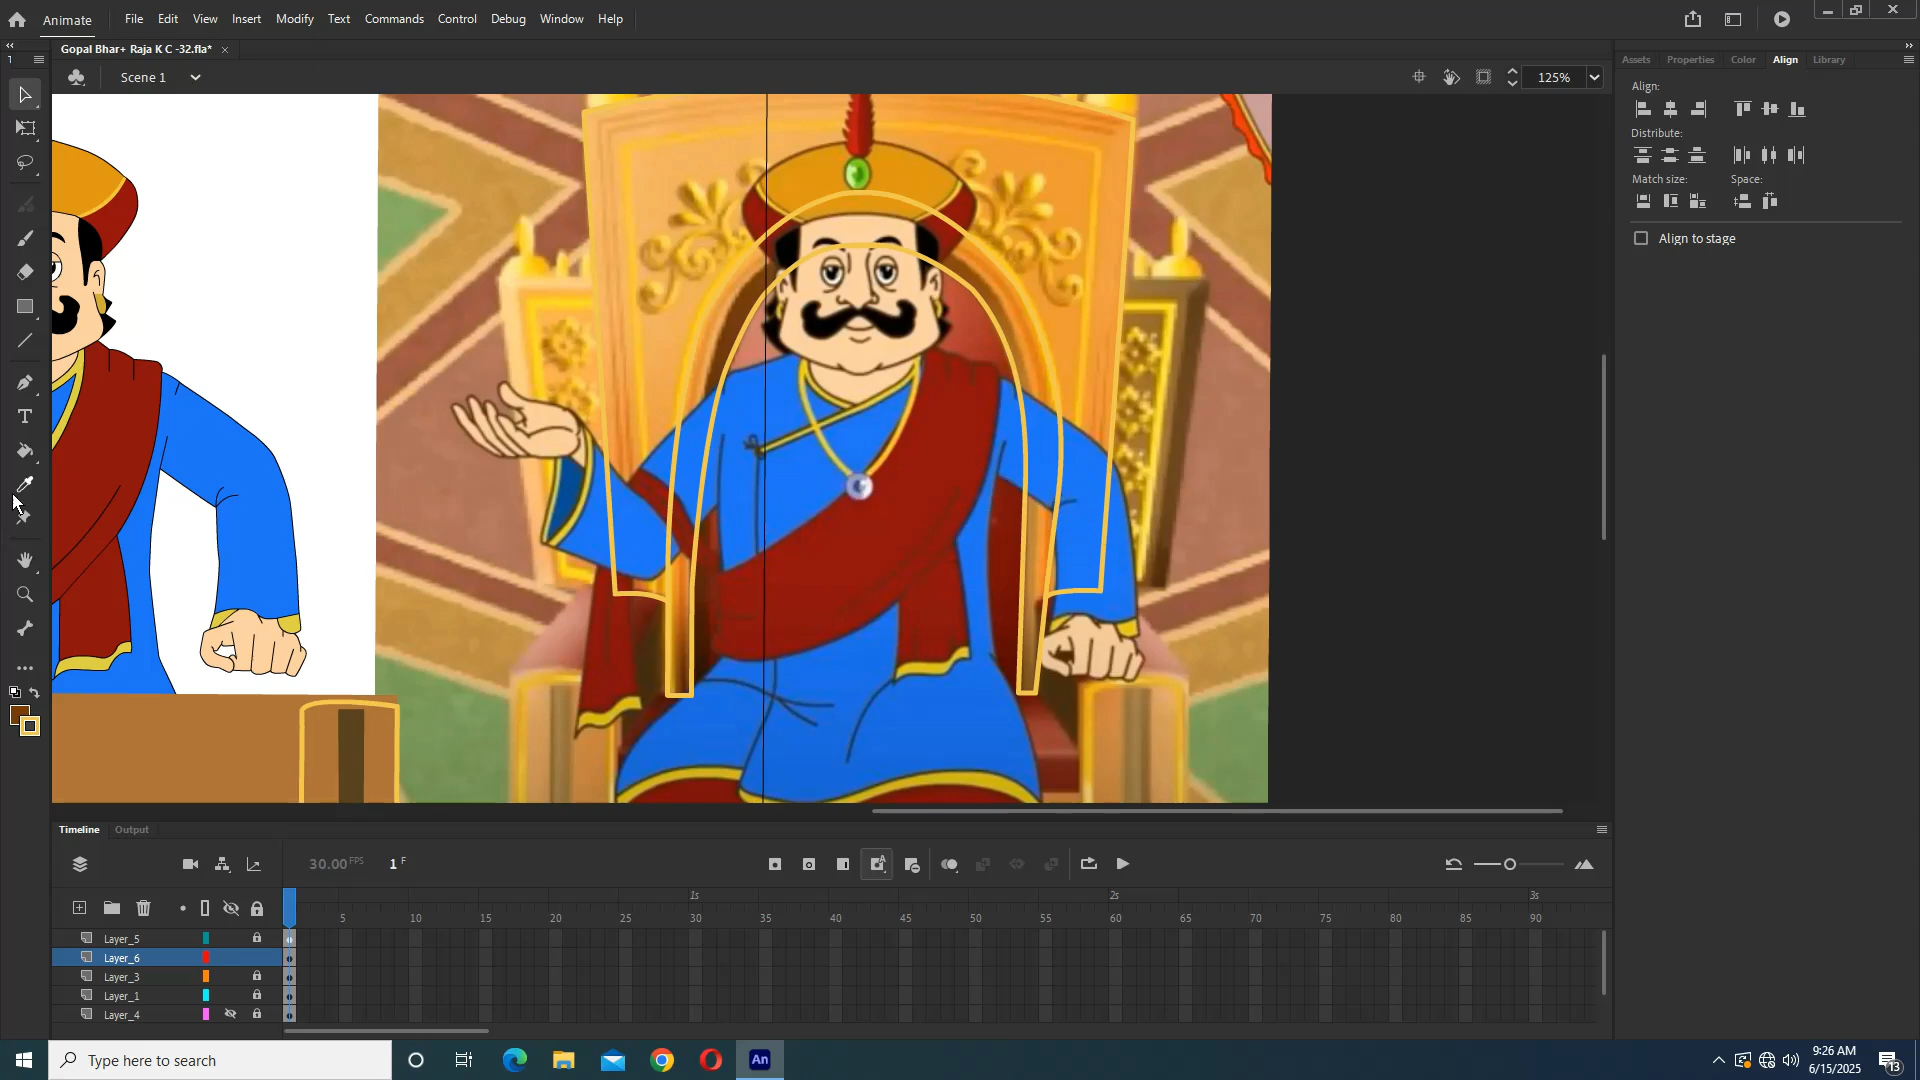 Animate
File
Edit
View
Insert
Modify
Text
Commands
Control
Debug
Window
Help
Gopal Bhar+ Raja K C -32.fla*
1
Scene 1
125%
Assets
Properties
Color
Align
Library
Align:
Distribute:
Match size:
Space:
Align to stage
T
Timeline
Output
30.00 FPS
1 F
1s
2s
3s
5
10
15
20
25
30
35
40
45
50
55
60
65
70
75
80
85
90
Layer_5
Layer_6
Layer_3
Layer_1
Layer_4
Type here to search
An
9:26 AM
6/15/2025
13